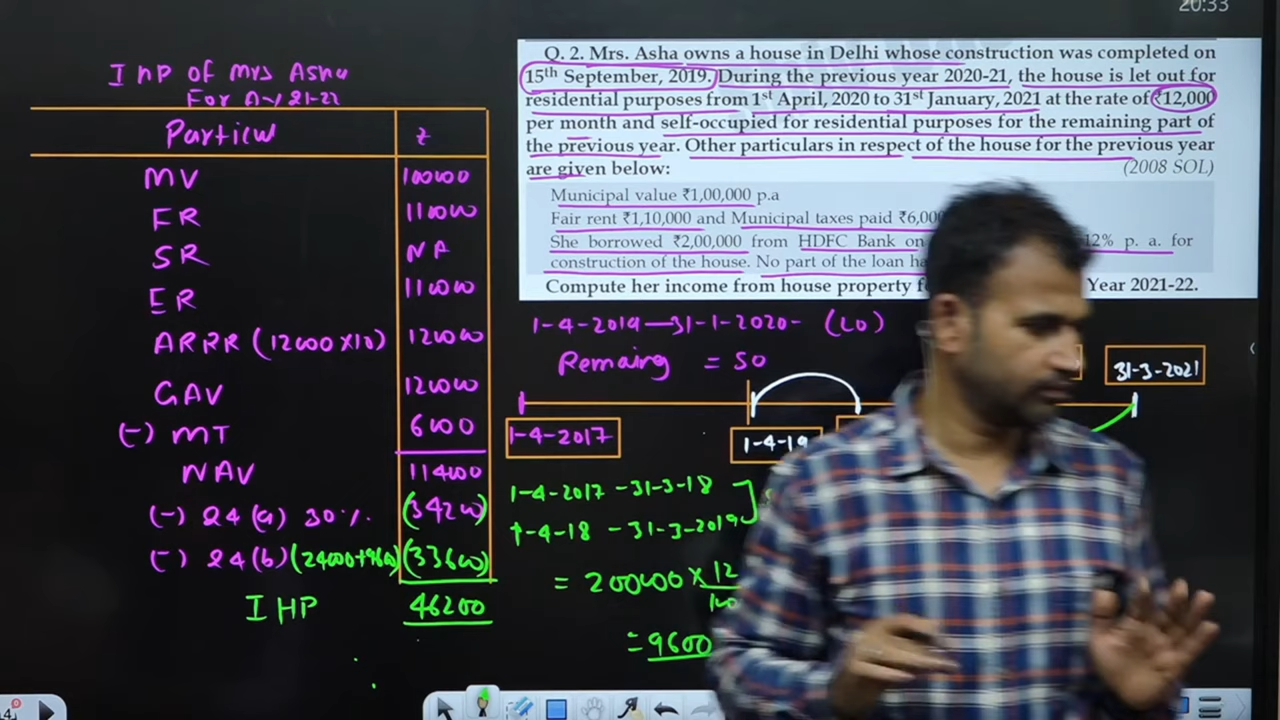 20:33
I HP of Mrs Asha
For A-Y 21-22
Particul ₹
MV 100000
FR 110000
SR NA
ER 110000
ARRR (12000×10) 120000
GAV 120000
(-) MT 6000
NAV 114000
(-) 24 (a) 30%. (34200)
(-) 24 (b) (24000+9600) (33600)
IHP 46200
Q. 2. Mrs. Asha owns a house in Delhi whose construction was completed on
15th September, 2019. During the previous year 2020-21, the house is let out for
residential purposes from 1st April, 2020 to 31st January, 2021 at the rate of ₹12,000
per month and self-occupied for residential purposes for the remaining part of
the previous year. Other particulars in respect of the house for the previous year
are given below: (2008 SOL)
Municipal value ₹1,00,000 p.a
Fair rent ₹1,10,000 and Municipal taxes paid ₹6,000
She borrowed ₹2,00,000 from HDFC Bank on 12% p. a. for
construction of the house. No part of the loan
Compute her income from house property Year 2021-22.
1-4-2019 — 31-1-2020- (LO)
Remaing = SO
31-3-2021
1-4-2017
1-4-19
1-4-2017 - 31-3-18
1-4-18 - 31-3-2019
= 200000 × 12
100
= 9600